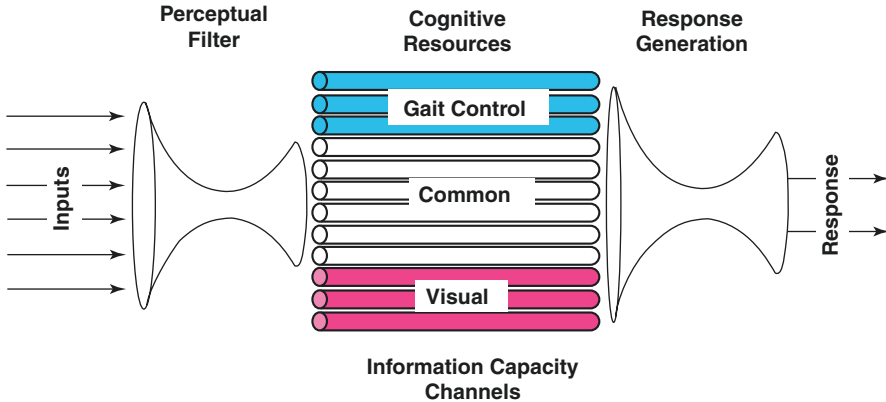 Perceptual
Filter
Cognitive
Resources
Response
Generation
Inputs
Gait Control
Common
Visual
Response
Information Capacity
Channels